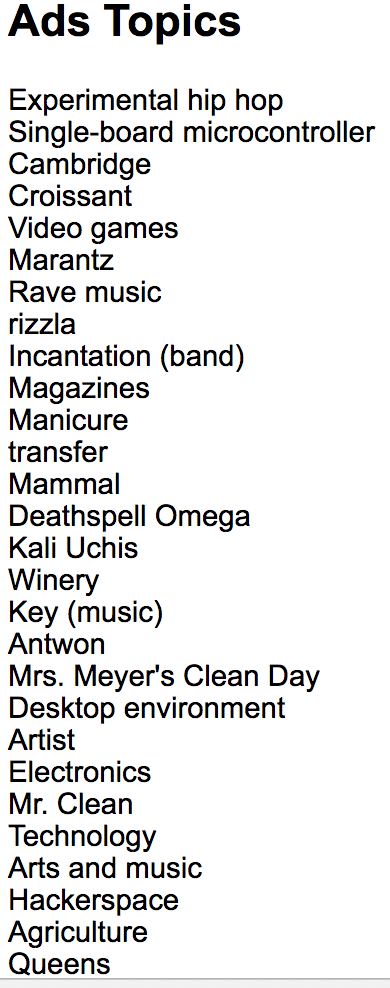 Ads Topics
Experimental hip hop
Single-board microcontroller
Cambridge
Croissant
Video games
Marantz
Rave music
rizzla
Incantation (band)
Magazines
Manicure
transfer
Mammal
Deathspell Omega
Kali Uchis
Winery
Key (music)
Antwon
Mrs. Meyer's Clean Day
Desktop environment
Artist
Electronics
Mr. Clean
Technology
Arts and music
Hackerspace
Agriculture
Queens